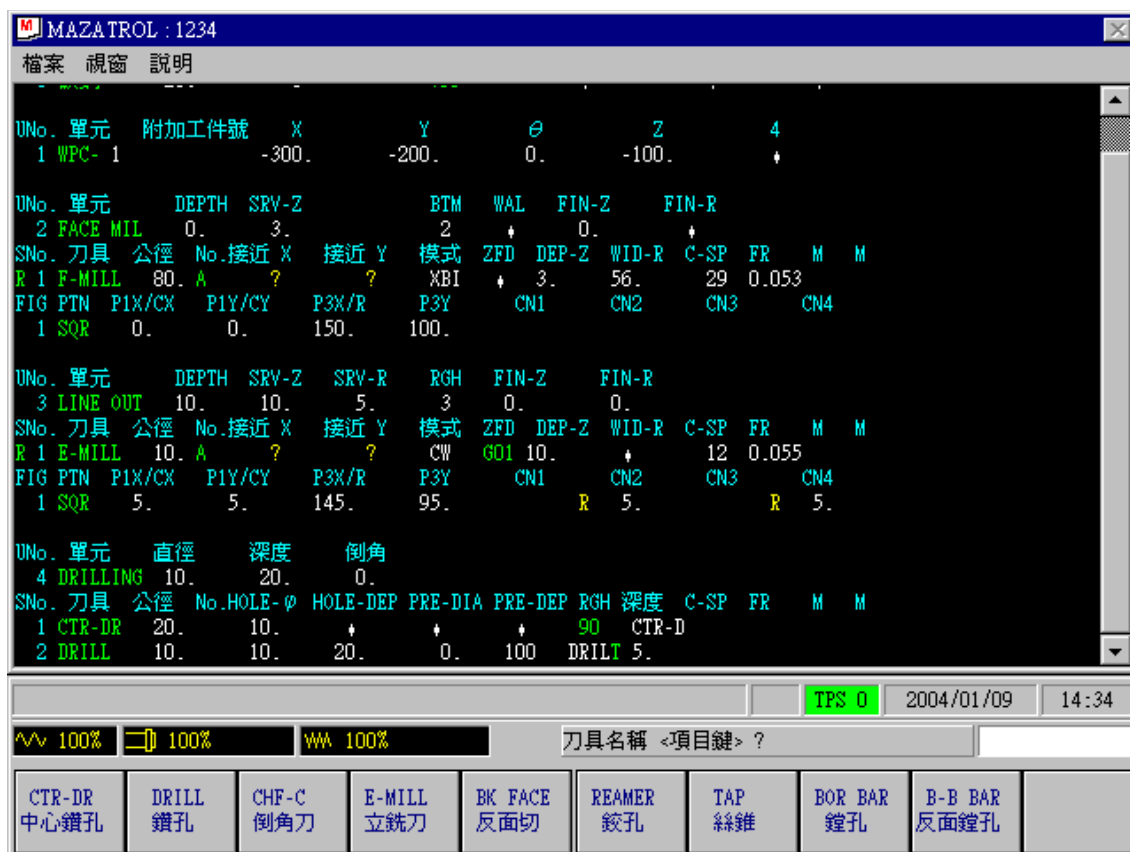 MAZATROL : 1234
檔案 視窗 說明
UNo. 單元 附加工件號 X Y θ Z 4
1 WPC- 1 -300. -200. 0. -100. ♦
UNo. 單元 DEPTH SRV-Z BTM WAL FIN-Z FIN-R
2 FACE MIL 0. 3. 2 ♦ 0. ♦
SNo. 刀具 公徑 No.接近 X 接近 Y 模式 ZFD DEP-Z WID-R C-SP FR M M
R 1 F-MILL 80. A ? ? XBI ♦ 3. 56. 29 0.053
FIG PTN P1X/CX P1Y/CY P3X/R P3Y CN1 CN2 CN3 CN4
1 SQR 0. 0. 150. 100.
UNo. 單元 DEPTH SRV-Z SRV-R RGH FIN-Z FIN-R
3 LINE OUT 10. 10. 5. 3 0. 0.
SNo. 刀具 公徑 No.接近 X 接近 Y 模式 ZFD DEP-Z WID-R C-SP FR M M
R 1 E-MILL 10. A ? ? CW G01 10. ♦ 12 0.055
FIG PTN P1X/CX P1Y/CY P3X/R P3Y CN1 CN2 CN3 CN4
1 SQR 5. 5. 145. 95. R 5. R 5.
UNo. 單元 直徑 深度 倒角
4 DRILLING 10. 20. 0.
SNo. 刀具 公徑 No.HOLE-φ HOLE-DEP PRE-DIA PRE-DEP RGH 深度 C-SP FR M M
1 CTR-DR 20. 10. ♦ ♦ ♦ 90 CTR-D
2 DRILL 10. 10. 20. 0. 100 DRILT 5.
TPS 0 2004/01/09 14:34
100% 100% 100% 刀具名稱 <項目鍵> ?
CTR-DR DRILL CHF-C E-MILL BK FACE REAMER TAP BOR BAR B-B BAR
中心鑽孔 鑽孔 倒角刀 立銑刀 反面切 鉸孔 絲錐 鏜孔 反面鏜孔